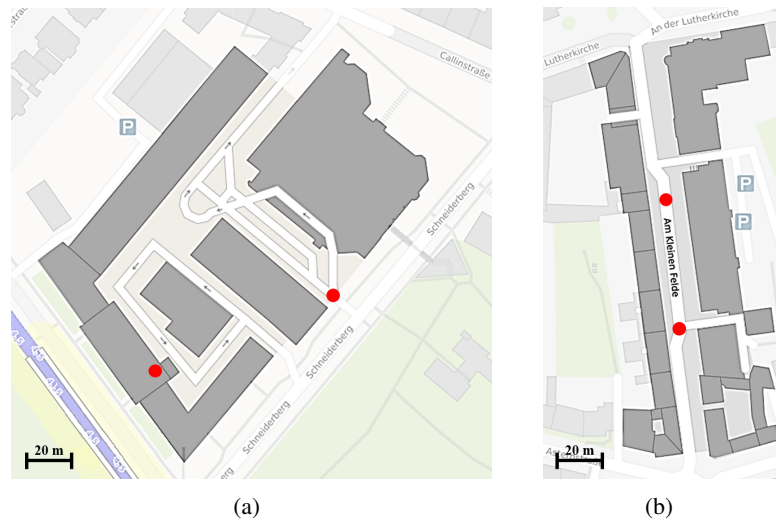 Callinstraße
P
Schneiderberg
Schneiderberg
Schneiderberg
20 m
(a)
An der Lutherkirche
Lutherkirche
P
P
Am Kleinen Felde
20 m
(b)